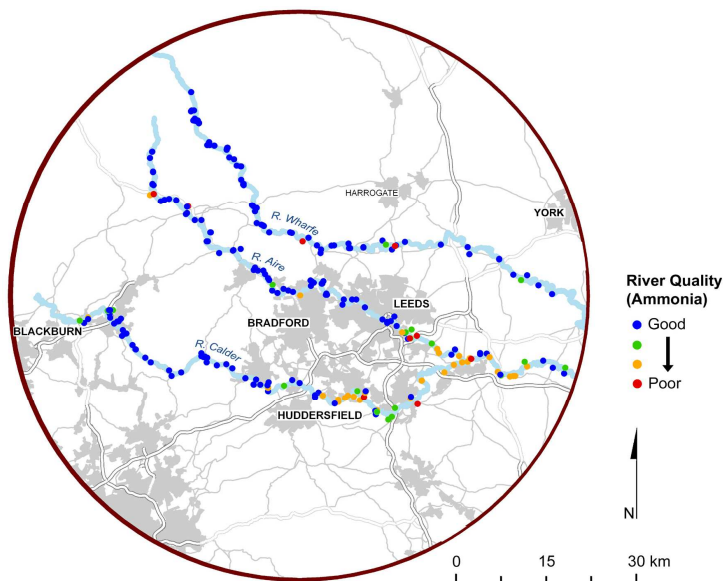 HARROGATE
YORK
R. Wharfe
R. Aire
River Quality
(Ammonia)
LEEDS
Good
BLACKBURN
BRADFORD
R. Calder
Poor
HUDDERSFIELD
N
0 15 30 km